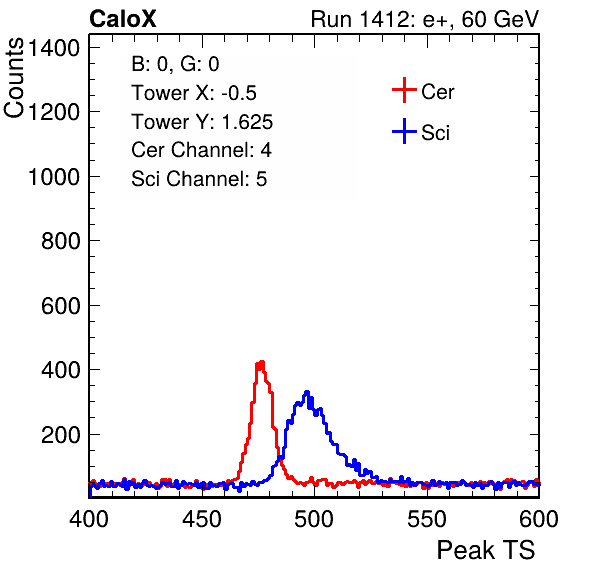 CaloX Run 1412: e+, 60 GeV
Counts
1400
1200
1000
800
600
400
200
B: 0, G: 0
Tower X: -0.5
Tower Y: 1.625
Cer Channel: 4
Sci Channel: 5
Cer
Sci
400 450 500 550 600
Peak TS